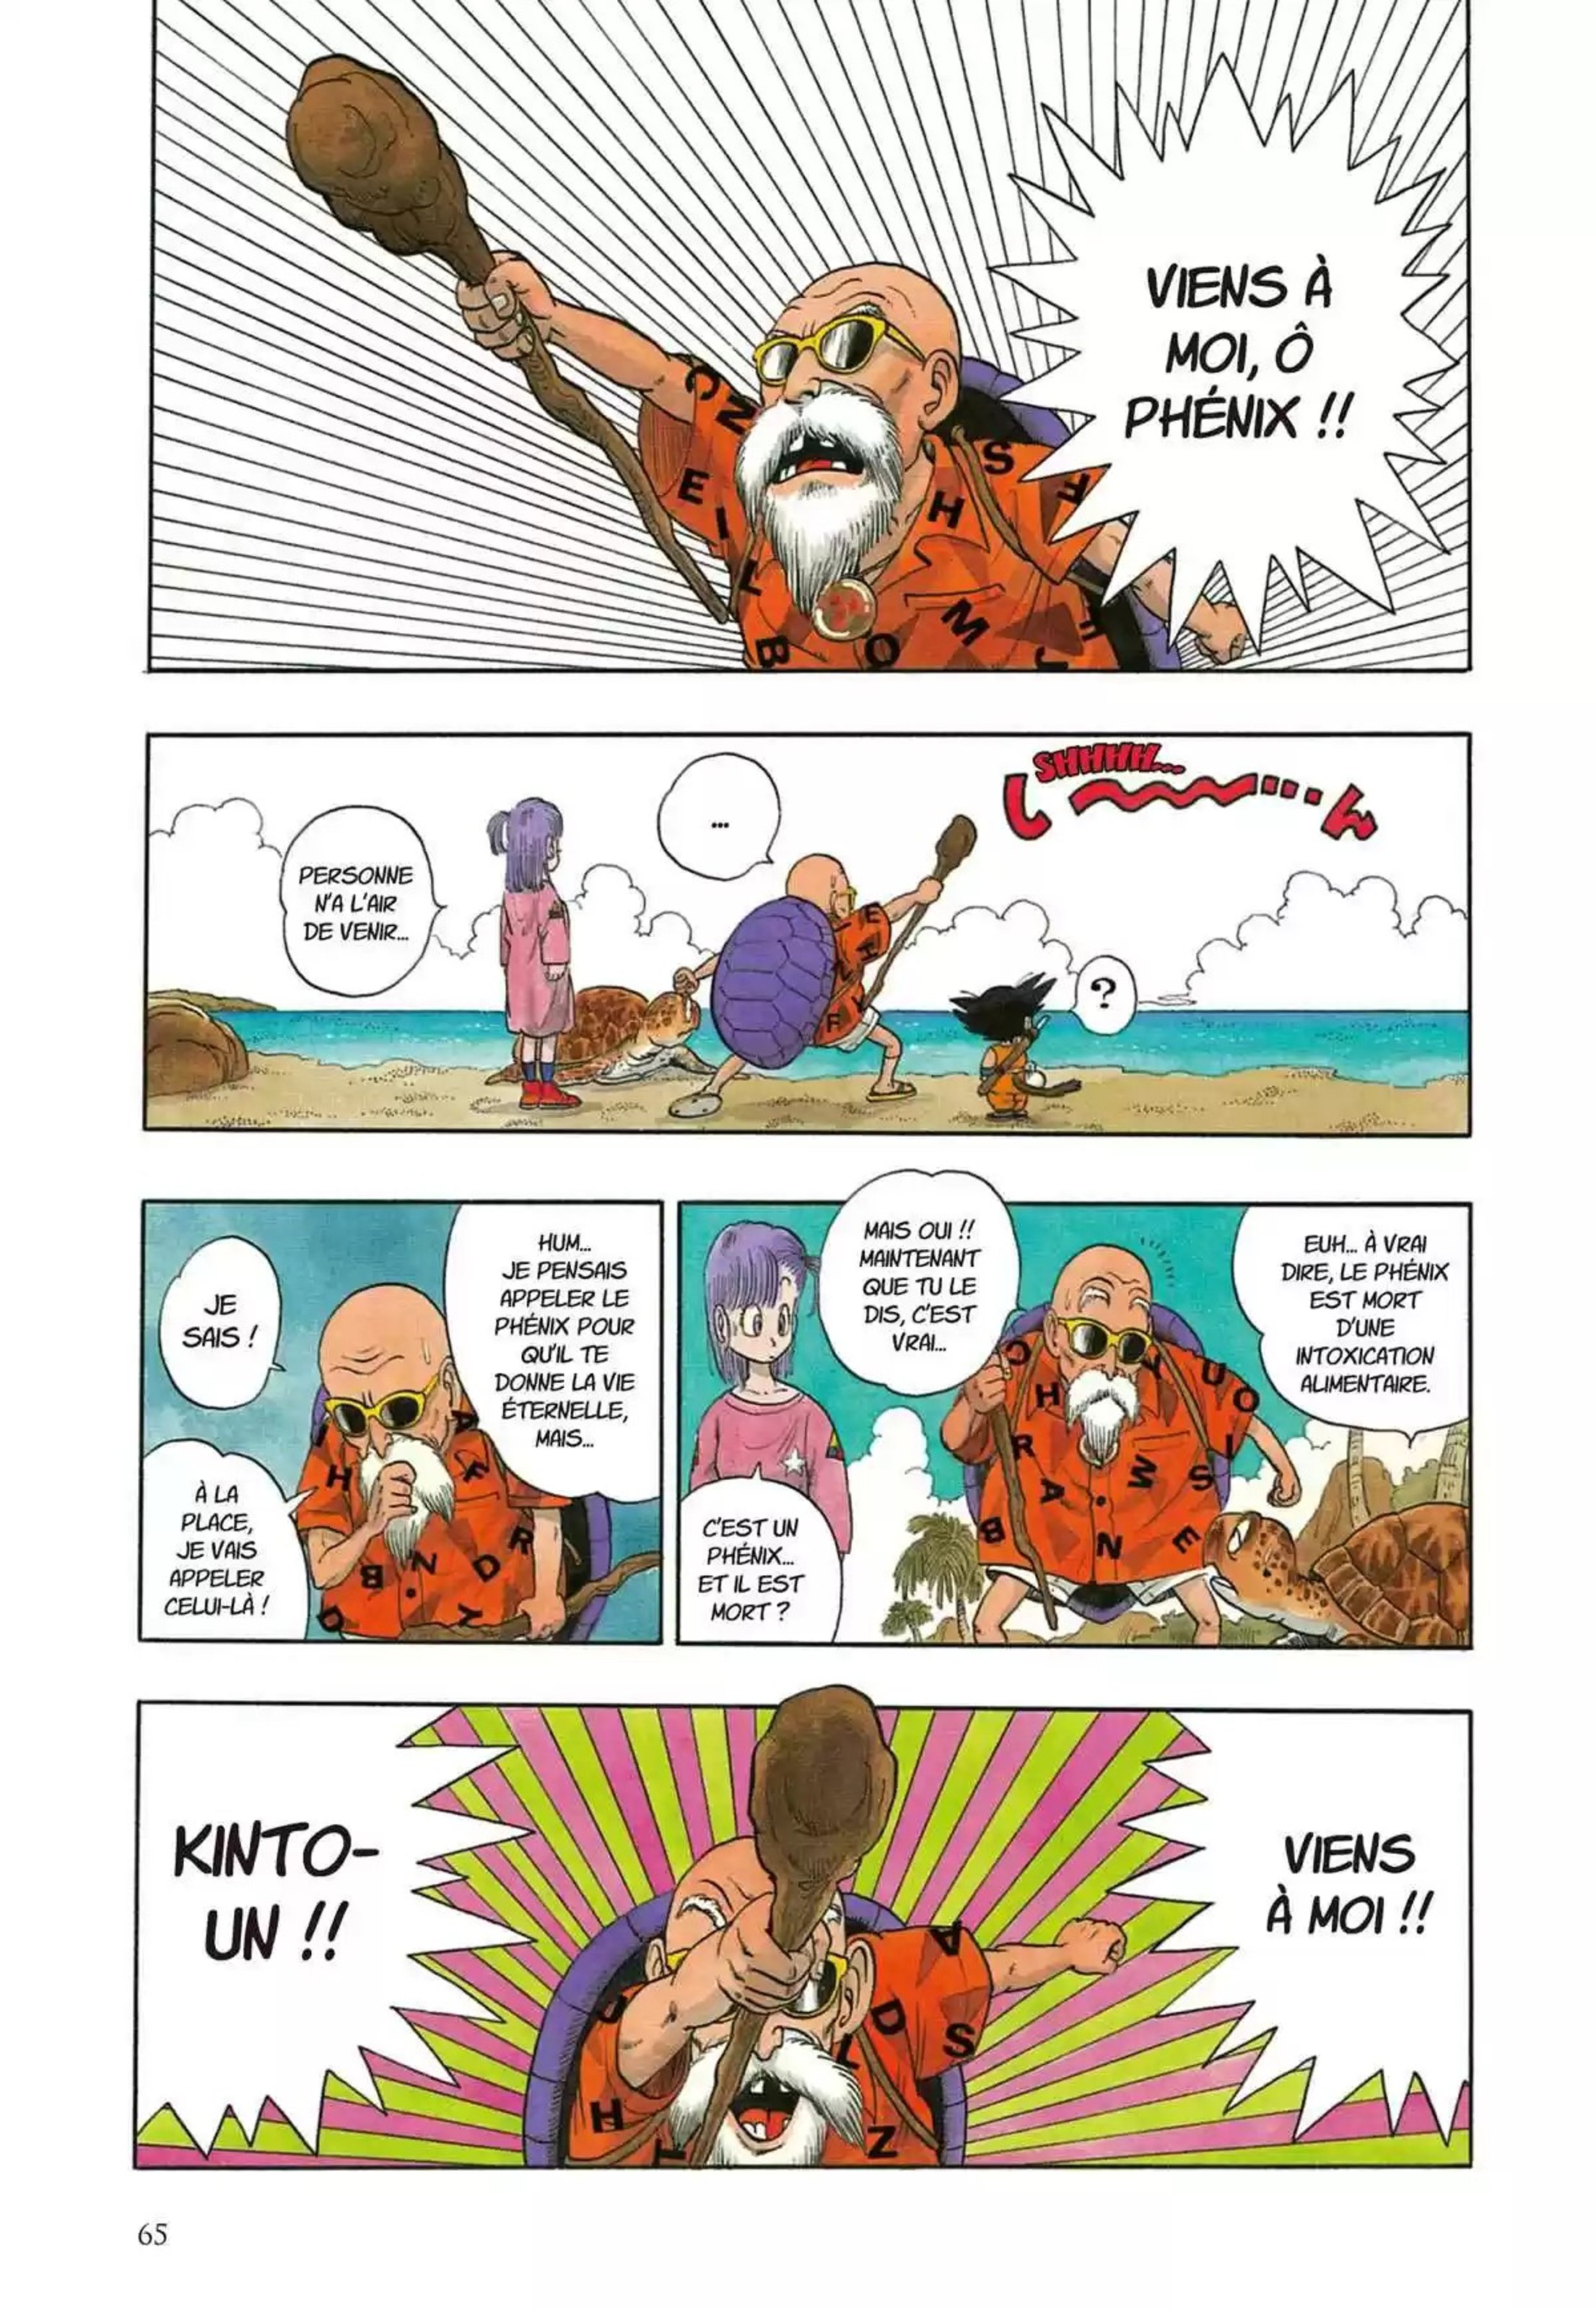 VIENS À
MOI, Ô
PHÉNIX !!
SHHHH...
し〜〜…ん
?
...
PERSONNE
N'A L'AIR
DE VENIR...
EUH... À VRAI
DIRE, LE PHÉNIX
EST MORT
D'UNE
INTOXICATION
ALIMENTAIRE.
MAIS OUI !!
MAINTENANT
QUE TU LE
DIS, C'EST
VRAI...
C'EST UN
PHÉNIX...
ET IL EST
MORT ?
HUM...
JE PENSAIS
APPELER LE
PHÉNIX POUR
QU'IL TE
DONNE LA VIE
ÉTERNELLE,
MAIS...
JE
SAIS !
À LA
PLACE,
JE VAIS
APPELER
CELUI-LÀ !
VIENS
À MOI !!
KINTO-
UN !!
65